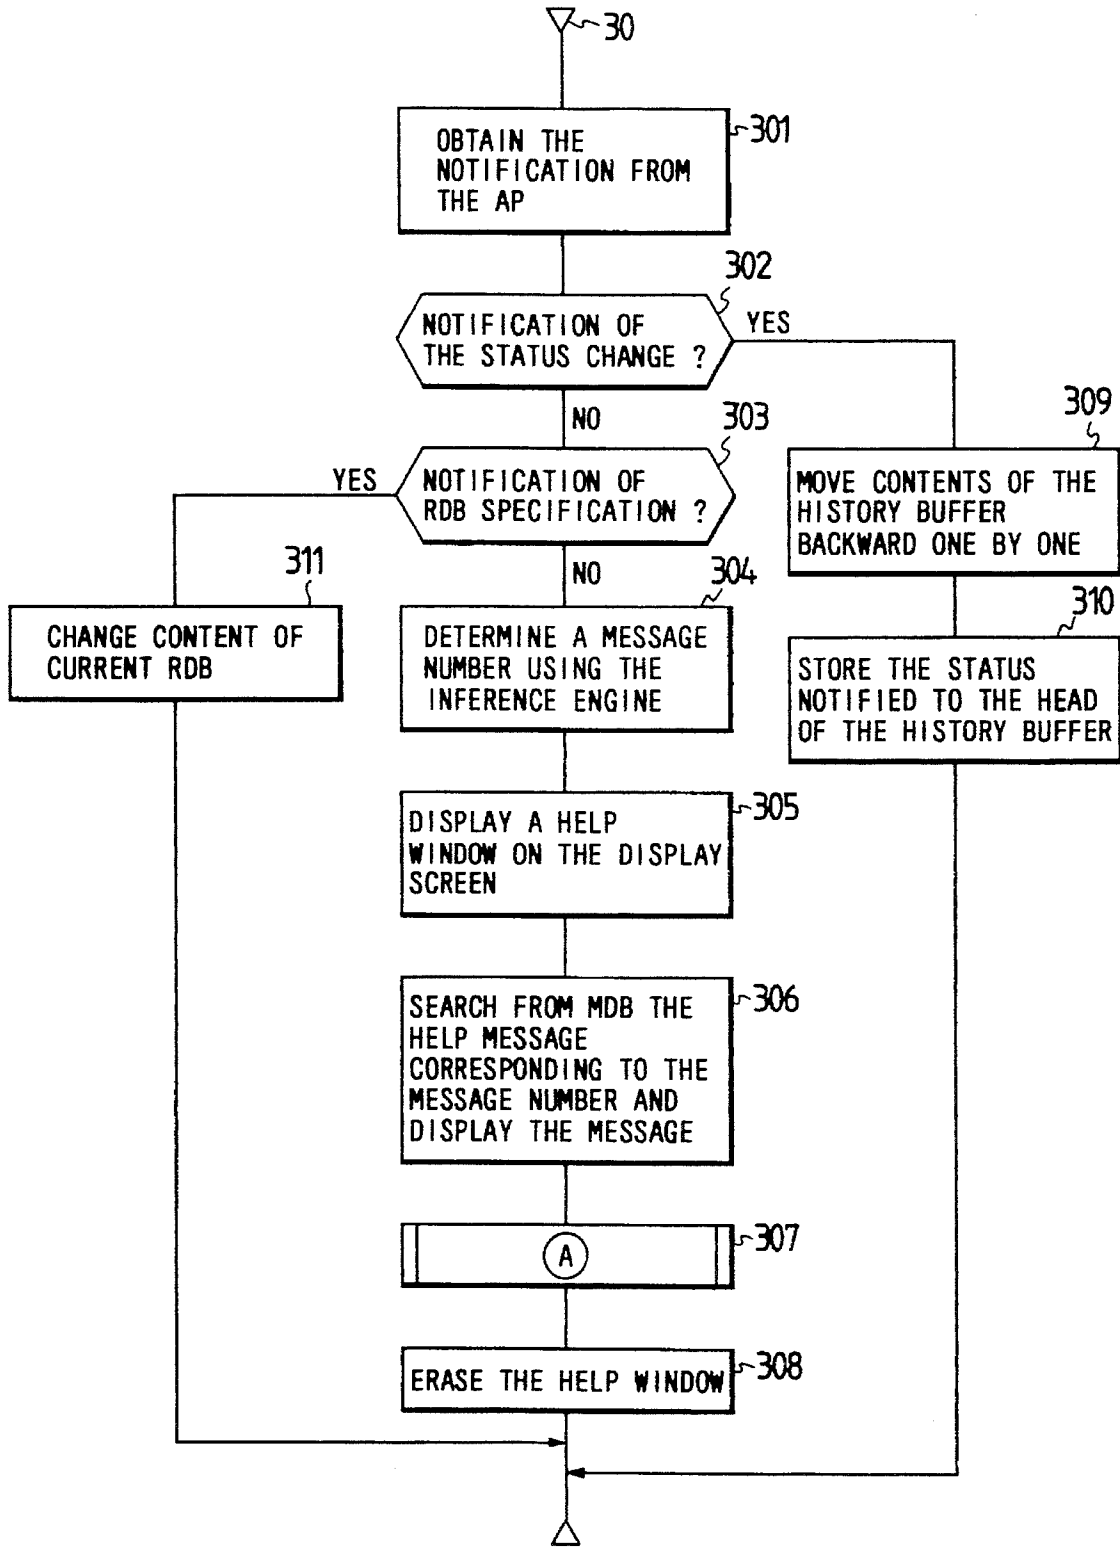 30
301
OBTAIN THE
NOTIFICATION FROM
THE AP
302
NOTIFICATION OF
THE STATUS CHANGE ?
YES
NO
303
NOTIFICATION OF
RDB SPECIFICATION ?
YES
NO
309
MOVE CONTENTS OF THE
HISTORY BUFFER
BACKWARD ONE BY ONE
311
CHANGE CONTENT OF
CURRENT RDB
304
DETERMINE A MESSAGE
NUMBER USING THE
INFERENCE ENGINE
310
STORE THE STATUS
NOTIFIED TO THE HEAD
OF THE HISTORY BUFFER
305
DISPLAY A HELP
WINDOW ON THE DISPLAY
SCREEN
306
SEARCH FROM MDB THE
HELP MESSAGE
CORRESPONDING TO THE
MESSAGE NUMBER AND
DISPLAY THE MESSAGE
307
A
308
ERASE THE HELP WINDOW